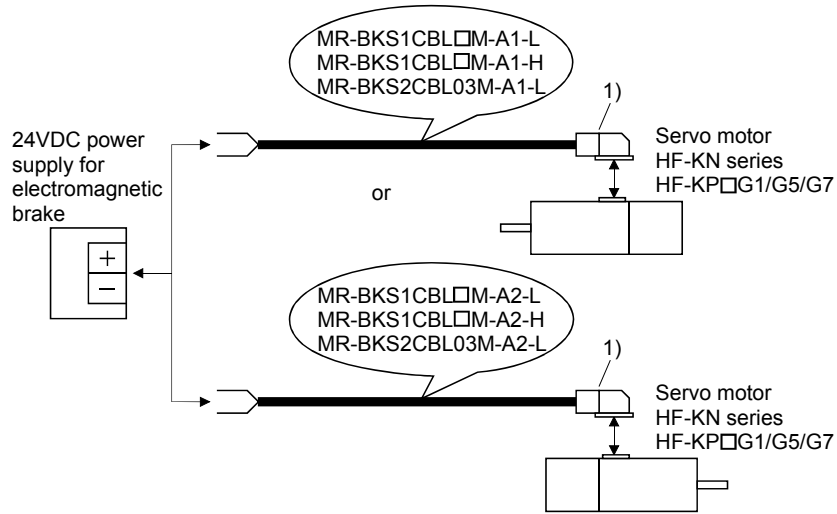 MR-BKS1CBL□M-A1-L
MR-BKS1CBL□M-A1-H
MR-BKS2CBL03M-A1-L
1)
24VDC power
supply for
electromagnetic
brake
Servo motor
HF-KN series
HF-KP□G1/G5/G7
or
+
−
MR-BKS1CBL□M-A2-L
MR-BKS1CBL□M-A2-H
MR-BKS2CBL03M-A2-L
1)
Servo motor
HF-KN series
HF-KP□G1/G5/G7